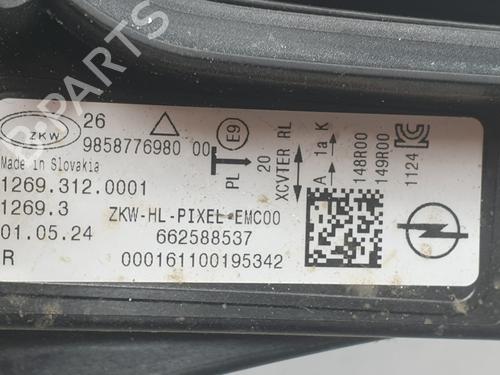 B-PARTS
ZKW
26
9858776980 00
Made in Slovakia
1269.312.0001
1269.3
01.05.24
R
ZKW-HL-PIXEL-EMC00
662588537
000161100195342
E9
PL
20
XCVTER RL
A 1a K
148R00
149R00
1124